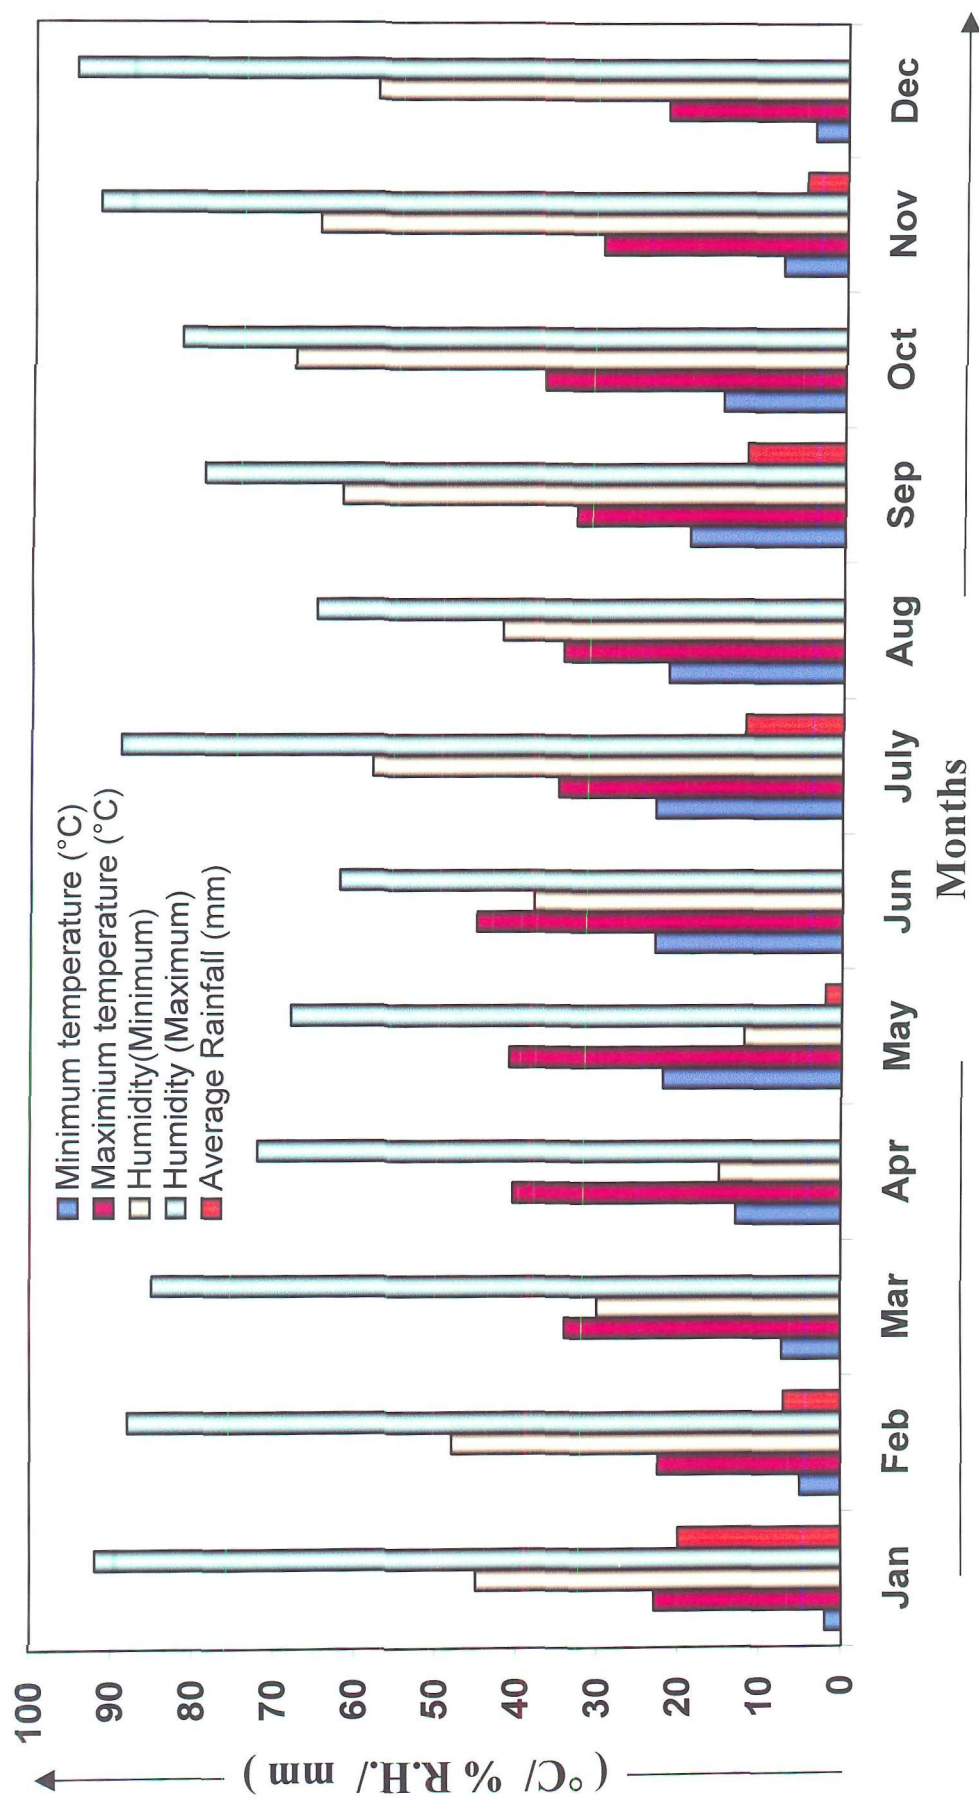 Minimum temperature (°C)
Maximium temperature (°C)
Humidity(Minimum)
Humidity (Maximum)
Average Rainfall (mm)
100
90
80
70
60
50
40
30
20
10
0
( °C/ % R.H./ mm )
Jan Feb Mar Apr May Jun July Aug Sep Oct Nov Dec
Months